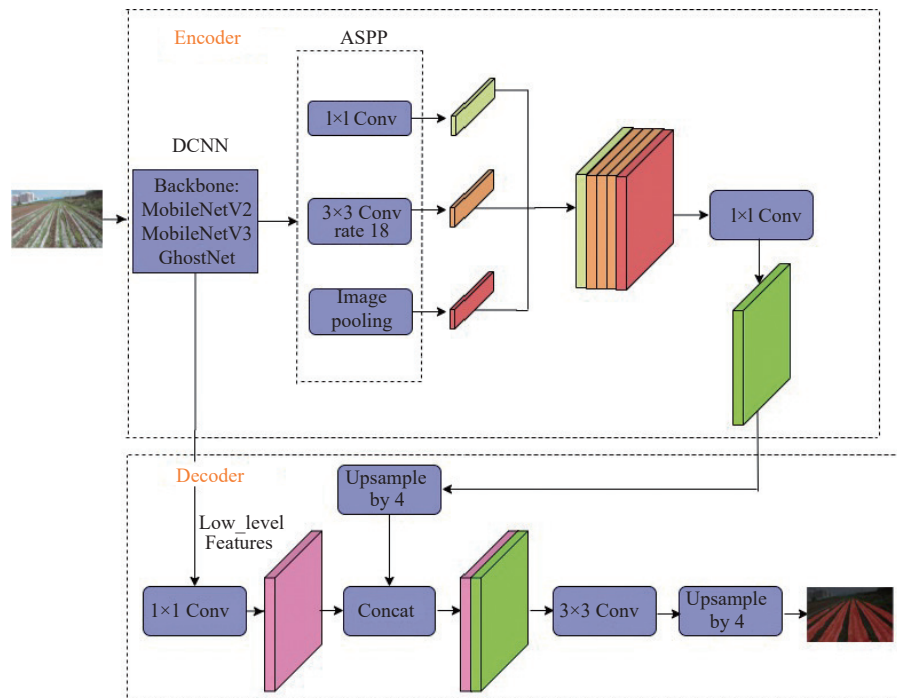 Encoder
ASPP
1×1 Conv
DCNN
Backbone:
MobileNetV2
MobileNetV3
GhostNet
3×3 Conv
rate 18
Image
pooling
1×1 Conv
Decoder
Upsample
by 4
Low_level
Features
1×1 Conv
Concat
3×3 Conv
Upsample
by 4